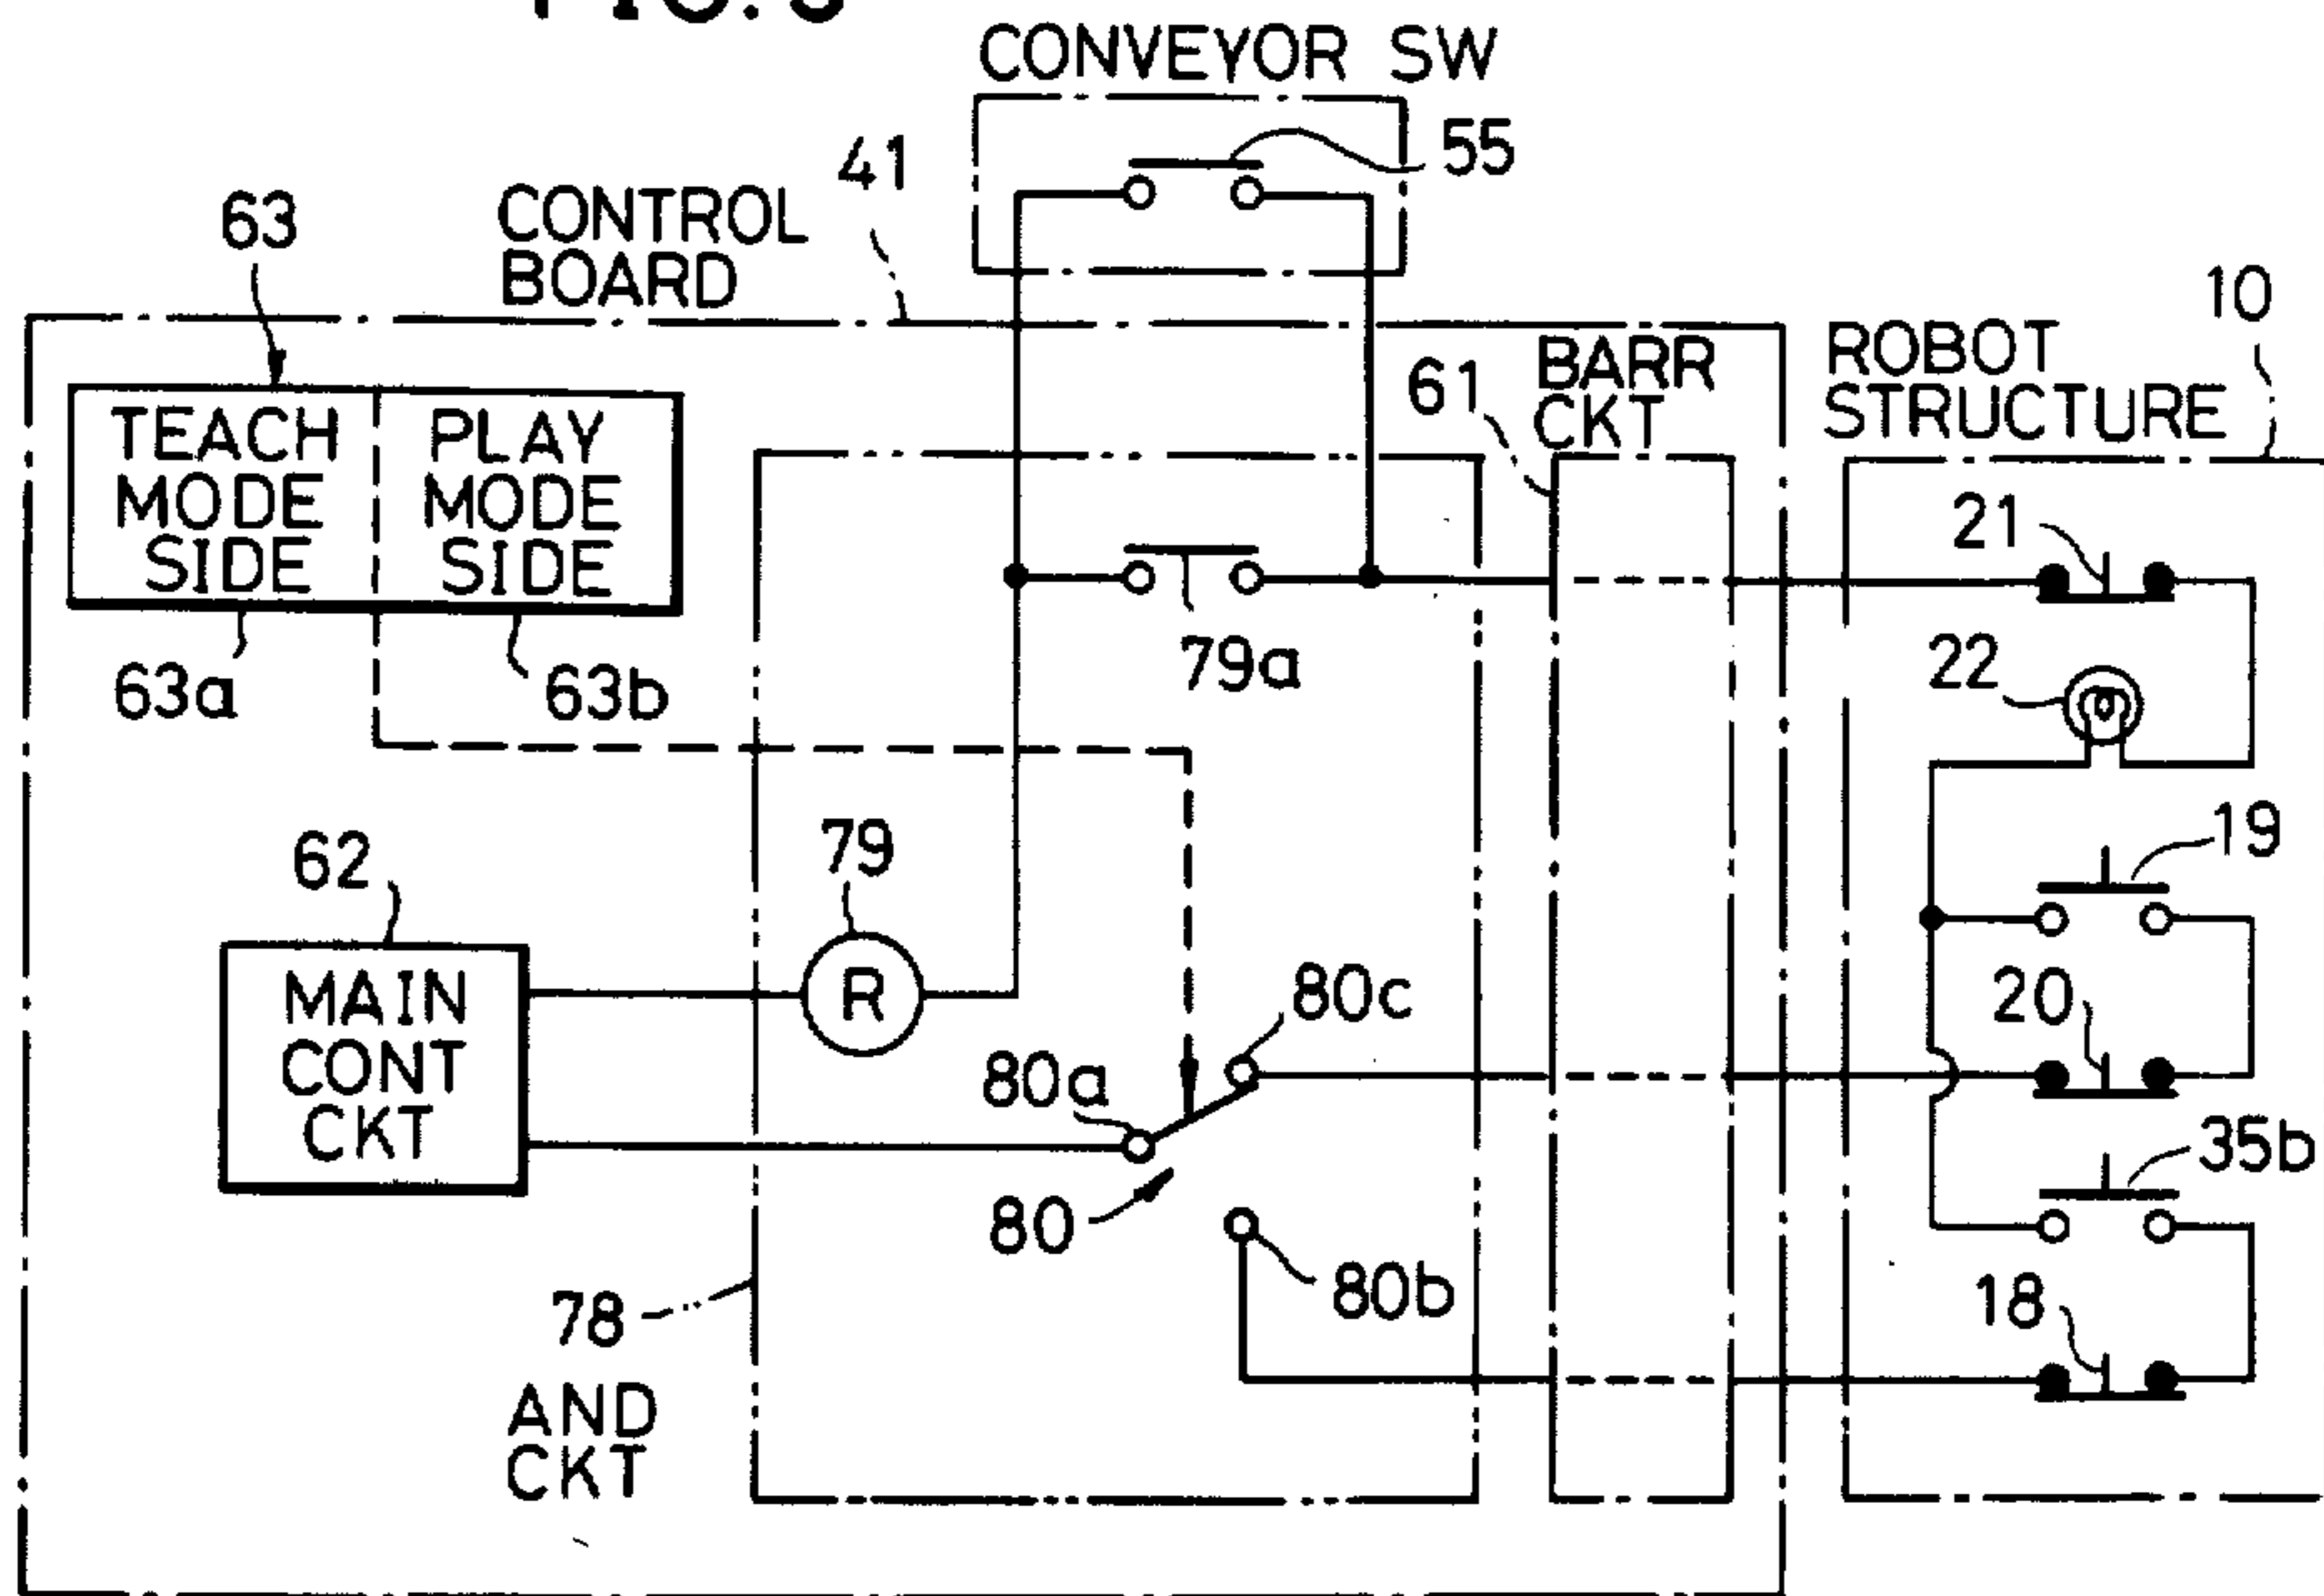 CONVEYOR SW
55
41
CONTROL
BOARD
63
10
ROBOT
STRUCTURE
BARR
CKT
61
TEACH
MODE
SIDE
PLAY
MODE
SIDE
21
79a
22
63a
63b
19
79
62
R
80c
20
MAIN
CONT
CKT
80a
35b
80
80b
18
78
AND
CKT